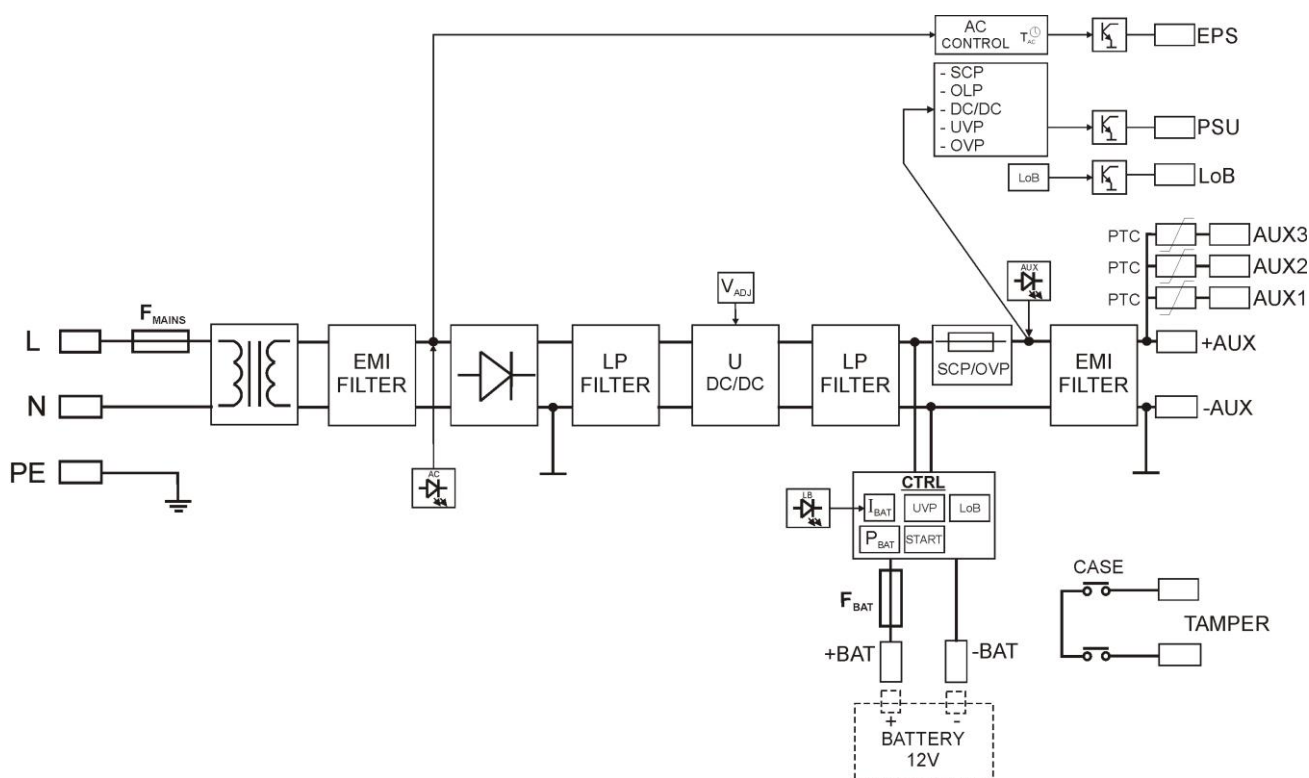 AC
CONTROL T AC
EPS
- SCP
- OLP
- DC/DC
- UVP
- OVP
PSU
LoB
LoB
PTC
AUX3
PTC
AUX2
PTC
AUX1
AUX
V ADJ
F MAINS
L
EMI
FILTER
LP
FILTER
U
DC/DC
LP
FILTER
SCP/OVP
EMI
FILTER
+AUX
N
-AUX
PE
AC
LB
CTRL
I BAT
UVP
LoB
P BAT
START
F BAT
+BAT
-BAT
CASE
TAMPER
+
-
BATTERY
12V